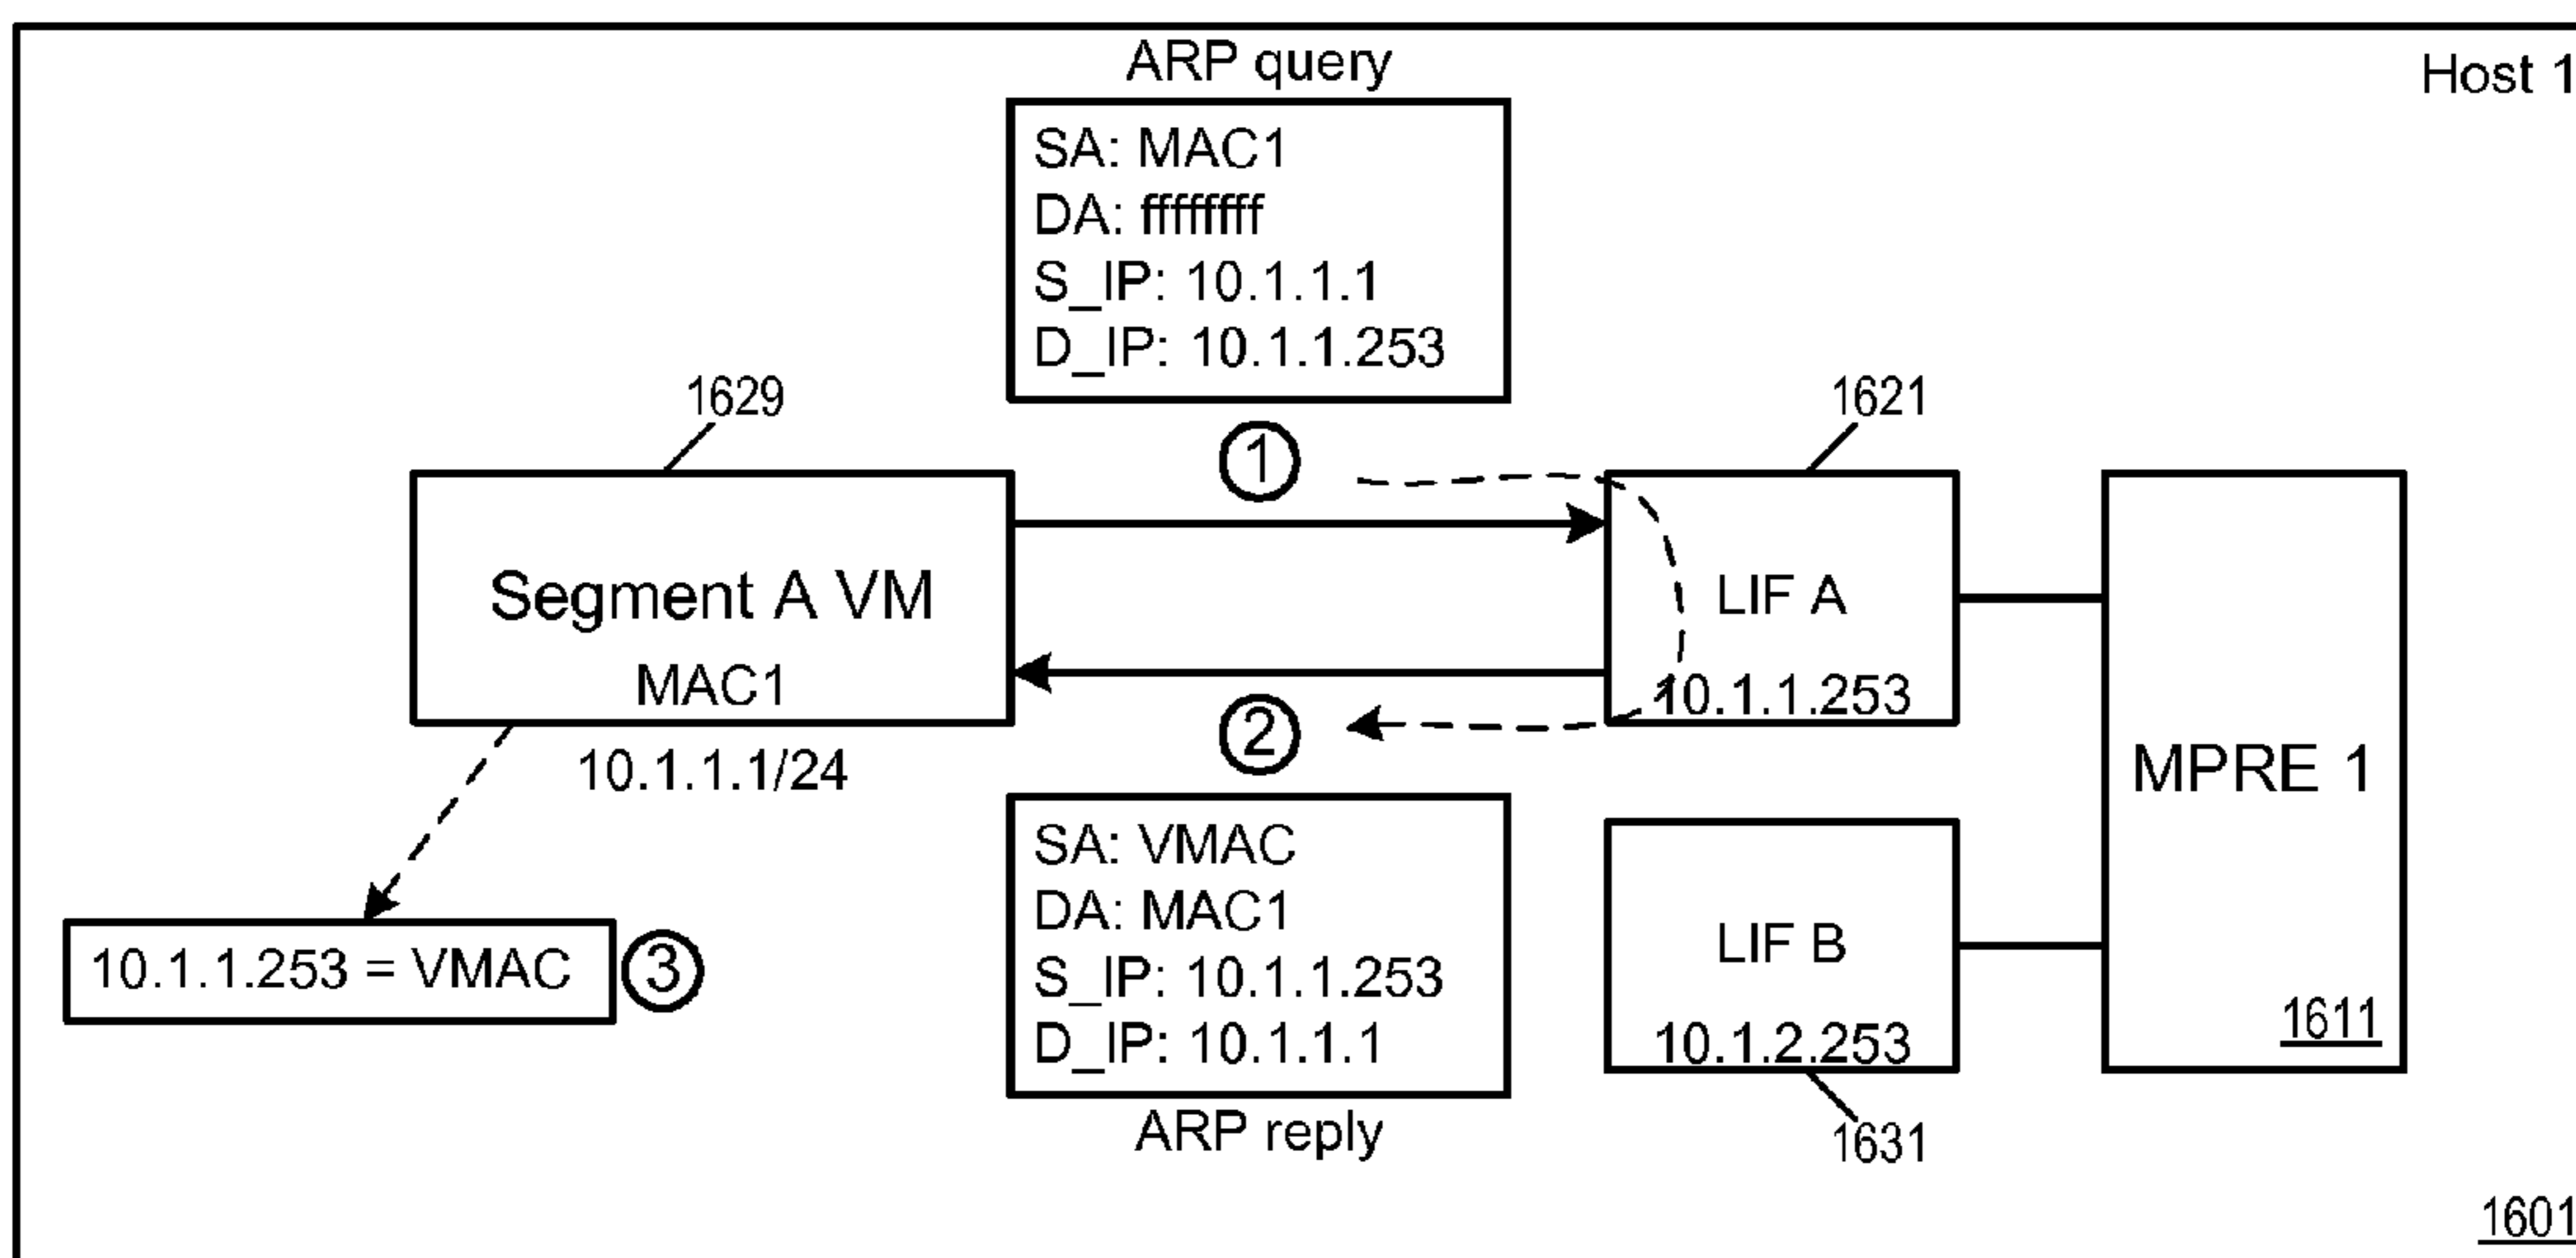 ARP query
Host 1
SA: MAC1
DA: ffffffff
S_IP: 10.1.1.1
D_IP: 10.1.1.253
1629
1621
1
Segment A VM
MAC1
10.1.1.1/24
LIF A
10.1.1.253
MPRE 1
1611
2
SA: VMAC
DA: MAC1
S_IP: 10.1.1.253
D_IP: 10.1.1.1
ARP reply
LIF B
10.1.2.253
1631
10.1.1.253 = VMAC
3
1601